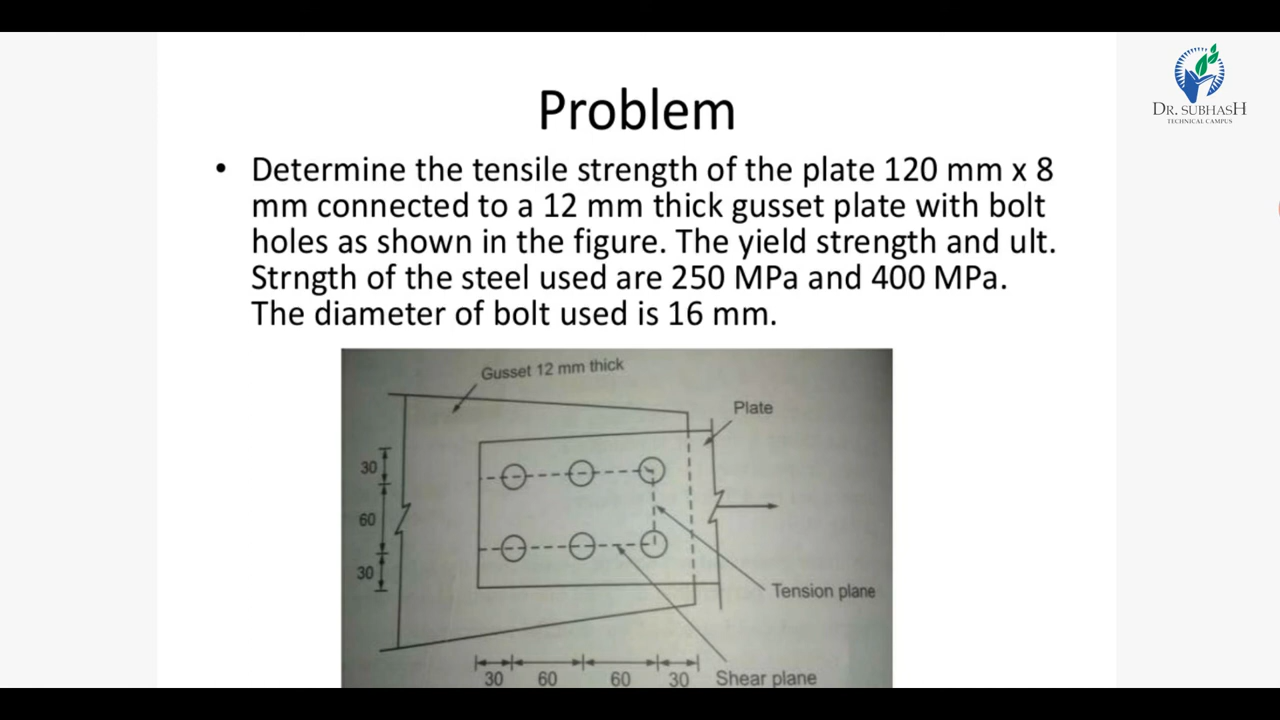 DR. SUBHASH
TECHNICAL CAMPUS
Problem
• Determine the tensile strength of the plate 120 mm x 8
mm connected to a 12 mm thick gusset plate with bolt
holes as shown in the figure. The yield strength and ult.
Strngth of the steel used are 250 MPa and 400 MPa.
The diameter of bolt used is 16 mm.
Gusset 12 mm thick
Plate
30
60
30
Tension plane
30 60 60 30 Shear plane